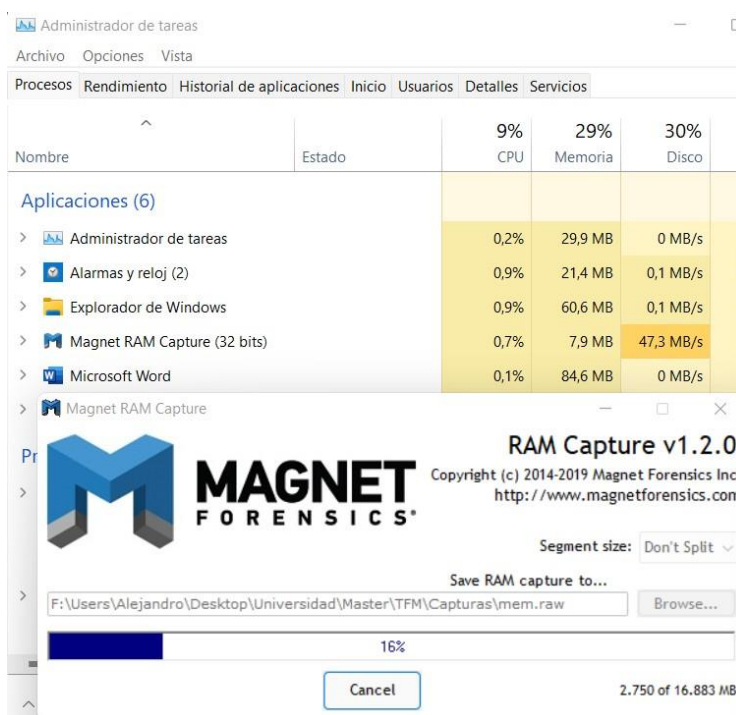 Administrador de tareas
Archivo Opciones Vista
Procesos Rendimiento Historial de aplicaciones Inicio Usuarios Detalles Servicios
9% 29% 30%
Nombre Estado CPU Memoria Disco
Aplicaciones (6)
Administrador de tareas 0,2% 29,9 MB 0 MB/s
Alarmas y reloj (2) 0,9% 21,4 MB 0,1 MB/s
Explorador de Windows 0,9% 60,6 MB 0,1 MB/s
Magnet RAM Capture (32 bits) 0,7% 7,9 MB 47,3 MB/s
Microsoft Word 0,1% 84,6 MB 0 MB/s
Magnet RAM Capture
Pr
MAGNET
FORENSICS®
RAM Capture v1.2.0
Copyright (c) 2014-2019 Magnet Forensics Inc
http://www.magnetforensics.com
Segment size: Don't Split
Save RAM capture to...
F:\Users\Alejandro\Desktop\Universidad\Master\TFM\Capturas\mem.raw Browse...
16%
Cancel 2.750 of 16.883 MB